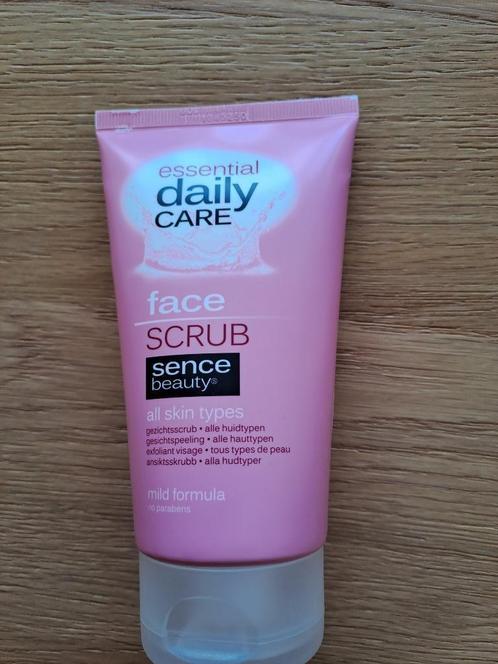 essential
daily
CARE
face
SCRUB
sence
beauty®
all skin types
gezichtsscrub • alle huidtypen
gesichtspeeling • alle hauttypen
exfoliant visage • tous types de peau
ansiktsskrubb • alla hudtyper
mild formula
no parabens